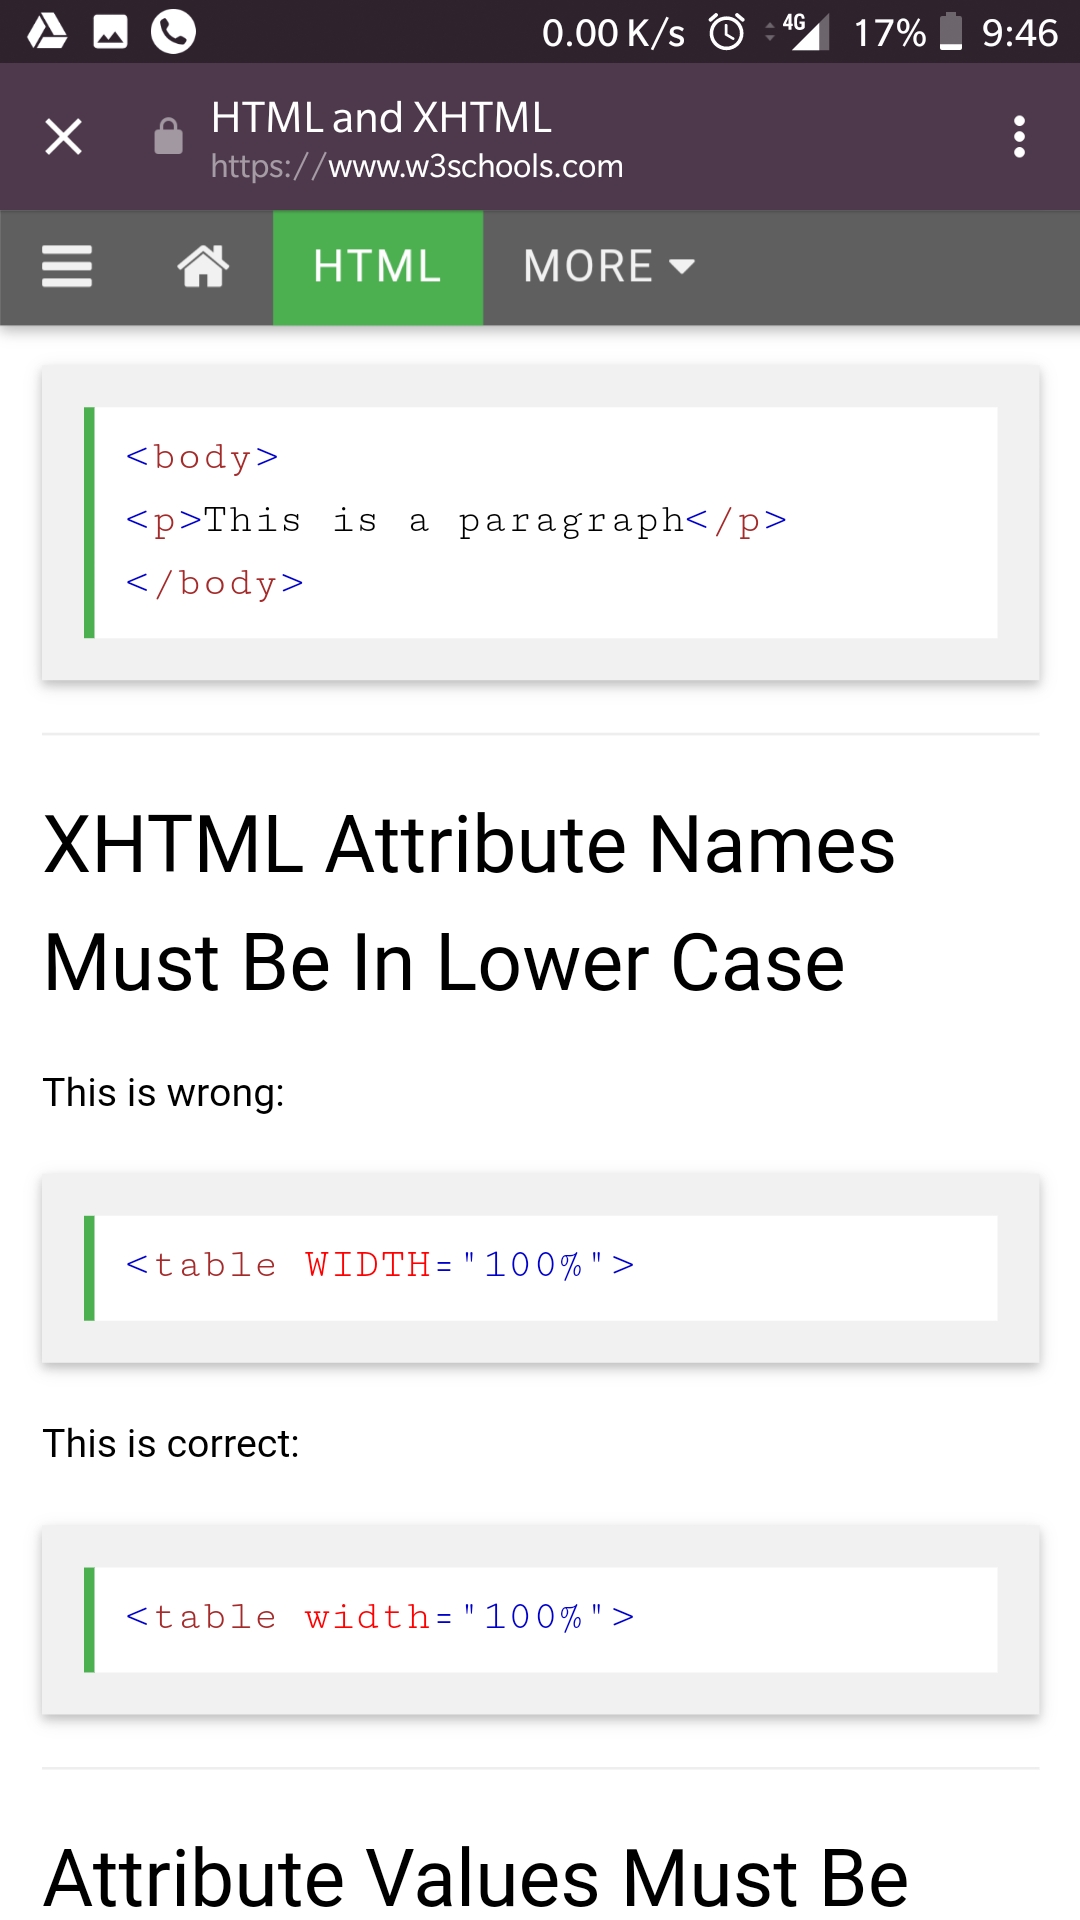 0.00 K/s 4G 17% 9:46
HTML and XHTML
https://www.w3schools.com
HTML MORE
<body>
<p>This is a paragraph</p>
</body>
XHTML Attribute Names
Must Be In Lower Case
This is wrong:
<table WIDTH="100%">
This is correct:
<table width="100%">
Attribute Values Must Be